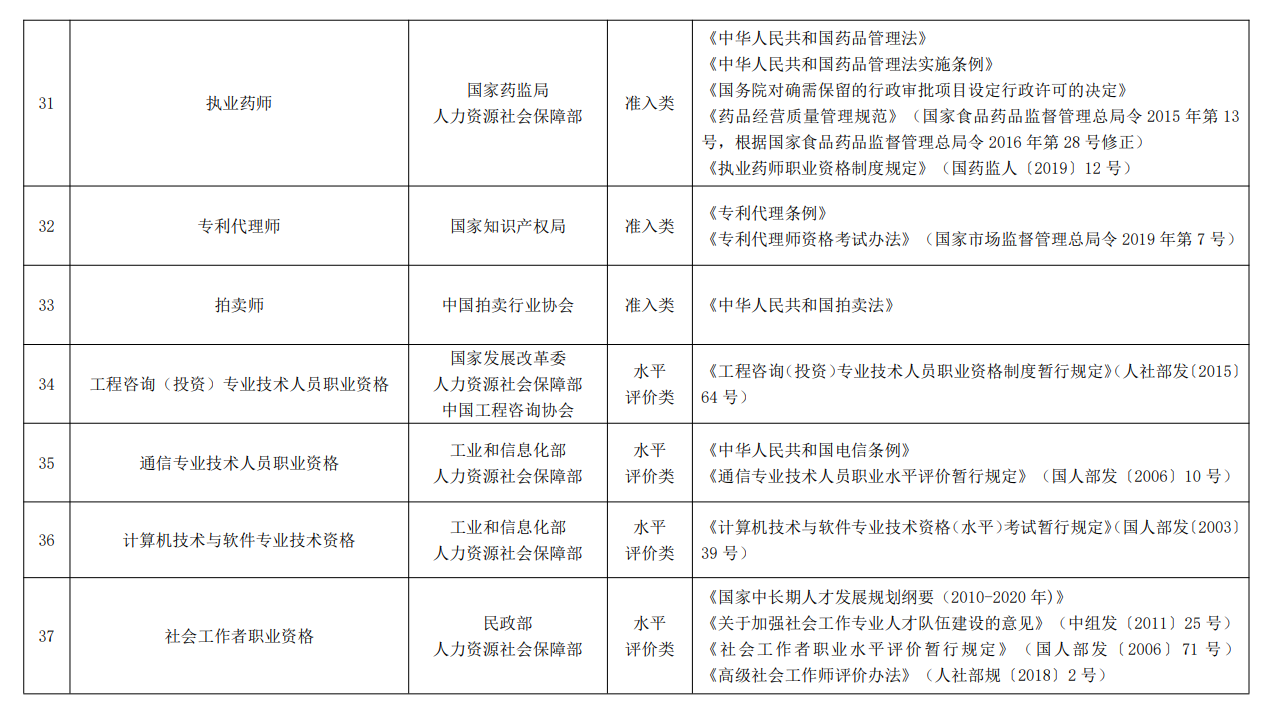 31
执业药师
国家药监局
人力资源社会保障部
准入类
《中华人民共和国药品管理法》
《中华人民共和国药品管理法实施条例》
《国务院对确需保留的行政审批项目设定行政许可的决定》
《药品经营质量管理规范》（国家食品药品监督管理总局令 2015 年第 13
号，根据国家食品药品监督管理总局令 2016 年第 28 号修正）
《执业药师职业资格制度规定》（国药监人〔2019〕12 号）
32
专利代理师
国家知识产权局
准入类
《专利代理条例》
《专利代理师资格考试办法》（国家市场监督管理总局令 2019 年第 7 号）
33
拍卖师
中国拍卖行业协会
准入类
《中华人民共和国拍卖法》
34
工程咨询（投资）专业技术人员职业资格
国家发展改革委
人力资源社会保障部
中国工程咨询协会
水平
评价类
《工程咨询（投资）专业技术人员职业资格制度暂行规定》（人社部发〔2015〕
64 号）
35
通信专业技术人员职业资格
工业和信息化部
人力资源社会保障部
水平
评价类
《中华人民共和国电信条例》
《通信专业技术人员职业水平评价暂行规定》（国人部发〔2006〕10 号）
36
计算机技术与软件专业技术资格
工业和信息化部
人力资源社会保障部
水平
评价类
《计算机技术与软件专业技术资格（水平）考试暂行规定》（国人部发〔2003〕
39 号）
37
社会工作者职业资格
民政部
人力资源社会保障部
水平
评价类
《国家中长期人才发展规划纲要（2010-2020 年)》
《关于加强社会工作专业人才队伍建设的意见》（中组发〔2011〕25 号）
《社会工作者职业水平评价暂行规定》（国人部发〔2006〕71 号）
《高级社会工作师评价办法》（人社部规〔2018〕2 号）